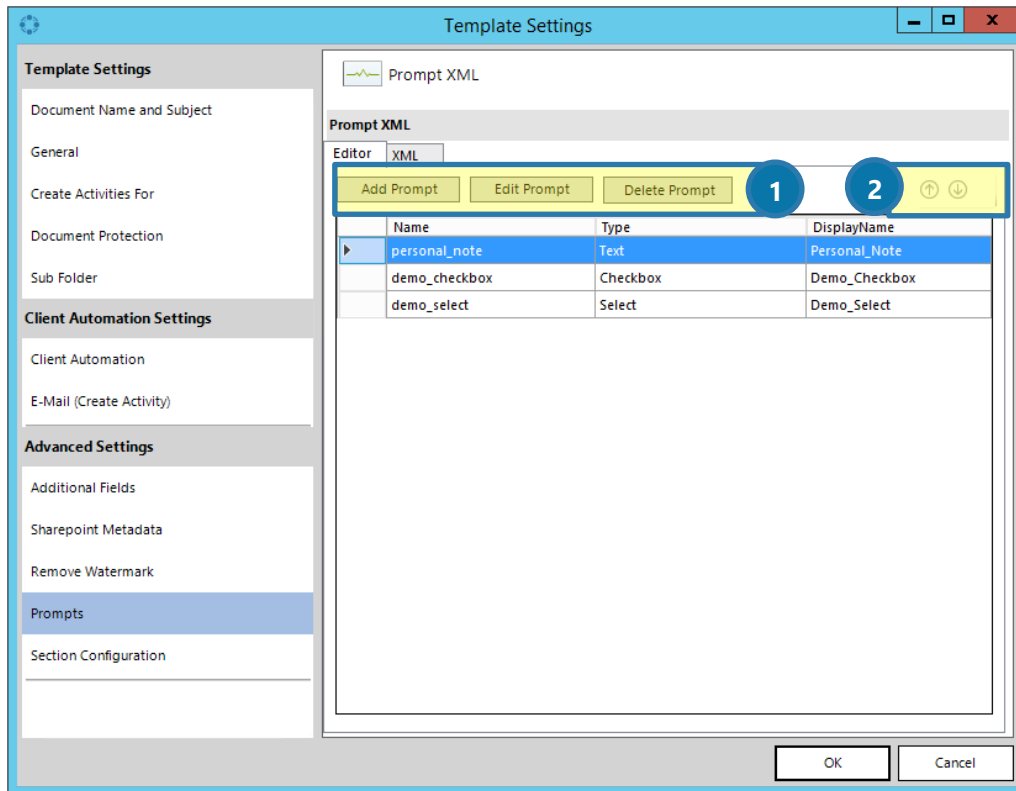 Template Settings
x
Template Settings
Document Name and Subject
General
Create Activities For
Document Protection
Sub Folder
Client Automation Settings
Client Automation
E-Mail (Create Activity)
Advanced Settings
Additional Fields
Sharepoint Metadata
Remove Watermark
Prompts
Section Configuration
Prompt XML
Prompt XML
Editor XML
Add Prompt Edit Prompt Delete Prompt 1 2
Name Type DisplayName
personal_note Text Personal_Note
demo_checkbox Checkbox Demo_Checkbox
demo_select Select Demo_Select
OK Cancel